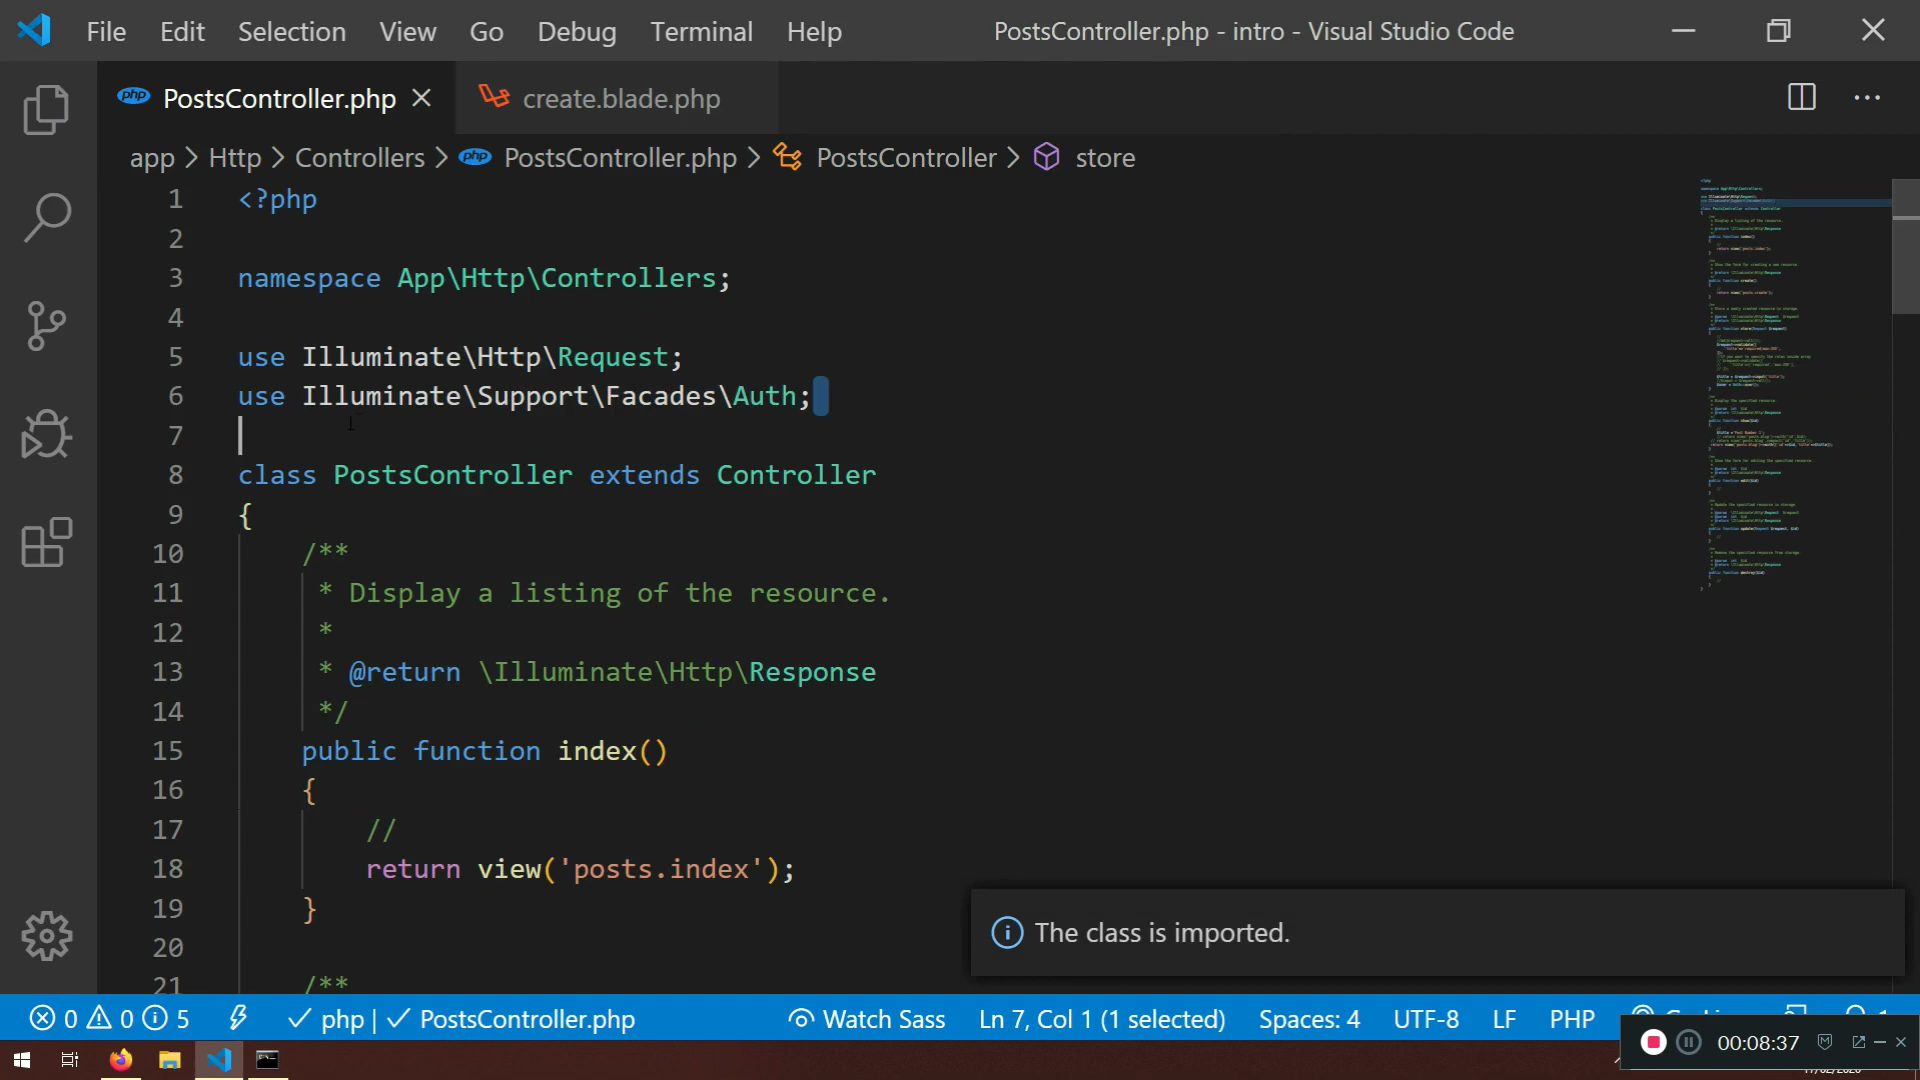 File Edit Selection View Go Debug Terminal Help PostsController.php - intro - Visual Studio Code
php PostsController.php create.blade.php
app > Http > Controllers > php PostsController.php > PostsController > store
1 <?php
2
3 namespace App\Http\Controllers;
4
5 use Illuminate\Http\Request;
6 use Illuminate\Support\Facades\Auth;
7
8 class PostsController extends Controller
9 {
10 /**
11 * Display a listing of the resource.
12 *
13 * @return \Illuminate\Http\Response
14 */
15 public function index()
16 {
17 //
18 return view('posts.index');
19 }
20
21 /**
The class is imported.
0 0 5 php | PostsController.php Watch Sass Ln 7, Col 1 (1 selected) Spaces: 4 UTF-8 LF PHP
00:08:37